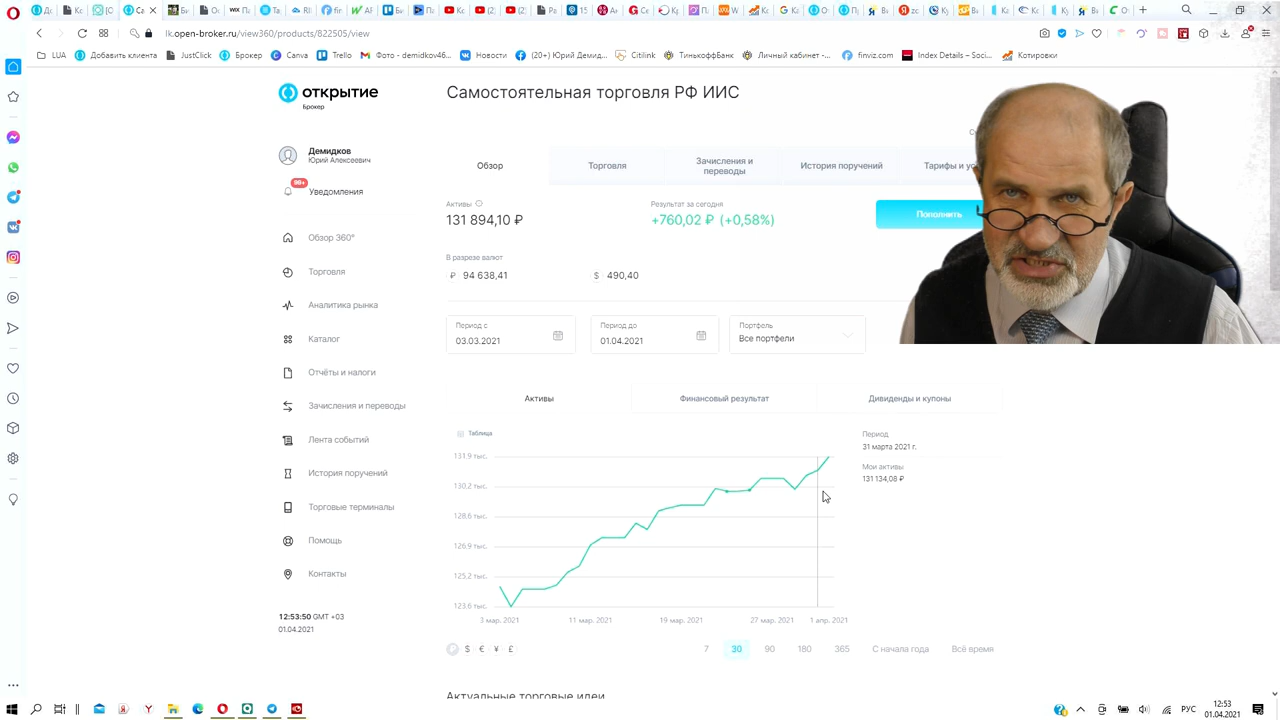 lk.open-broker.ru/view360/products/822505/view
LUA
Добавить клиента
JustClick
Брокер
Canva
Trello
Фото - demidkov46...
Новости
(20+) Юрий Демид...
Citilink
ТинькоффБанк
Личный кабинет -...
finviz.com
Index Details – Soci...
Котировки
открытие
Брокер
Демидков
Юрий Алексеевич
99+
Уведомления
Обзор 360°
Торговля
Аналитика рынка
Каталог
Отчёты и налоги
Зачисления и переводы
Лента событий
История поручений
Торговые терминалы
Помощь
Контакты
12:53:50 GMT +03
01.04.2021
Самостоятельная торговля РФ ИИС
Обзор
Торговля
Зачисления и
переводы
История поручений
Тарифы и ус
Активы
131 894,10 ₽
Результат за сегодня
+760,02 ₽ (+0,58%)
Пополнить
В разрезе валют
₽ 94 638,41
$ 490,40
Период с
03.03.2021
Период до
01.04.2021
Портфель
Все портфели
Активы
Финансовый результат
Дивиденды и купоны
Таблица
131.9 тыс.
130.2 тыс.
128.6 тыс.
126.9 тыс.
125.2 тыс.
123.6 тыс.
3 мар. 2021
11 мар. 2021
19 мар. 2021
27 мар. 2021
1 апр. 2021
Период
31 марта 2021 г.
Мои активы
131 134,08 ₽
₽ $ € ¥ £
7
30
90
180
365
С начала года
Всё время
Актуальные торговые идеи
РУС
12:53
01.04.2021